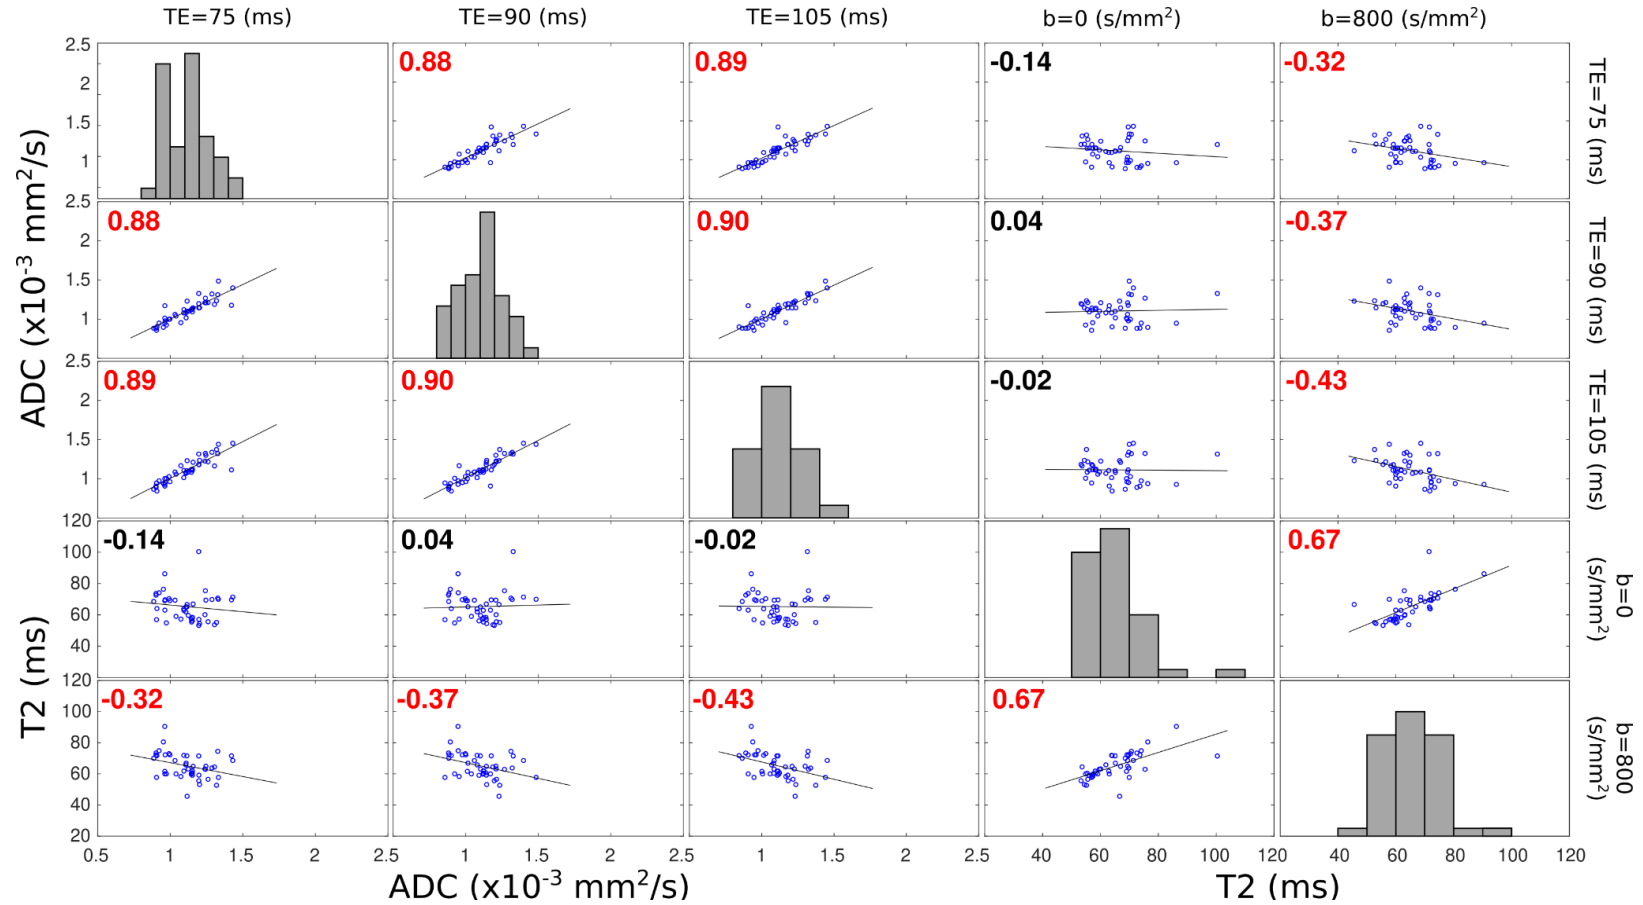 TE=75 (ms) TE=90 (ms) TE=105 (ms) b=0 (s/mm²) b=800 (s/mm²)
2.5 0.88 0.89 -0.14 -0.32 TE=75 (ms)
2
1.5
1
0.5
2.5 0.88 0.90 0.04 -0.37 TE=90 (ms)
2
1.5
1
2.5 0.89 0.90 -0.02 -0.43 TE=105 (ms)
2
1.5
1
ADC (x10⁻³ mm²/s)
120 -0.14 0.04 -0.02 0.67 b=0
(s/mm²)
100
80
60
40
120 -0.32 -0.37 -0.43 0.67 b=800
(s/mm²)
100
80
60
40
20
T2 (ms)
0.5 1 1.5 2 2.5 1 1.5 2 2.5 1 1.5 2 2.5 40 60 80 100 120 40 60 80 100 120
ADC (x10⁻³ mm²/s) T2 (ms)